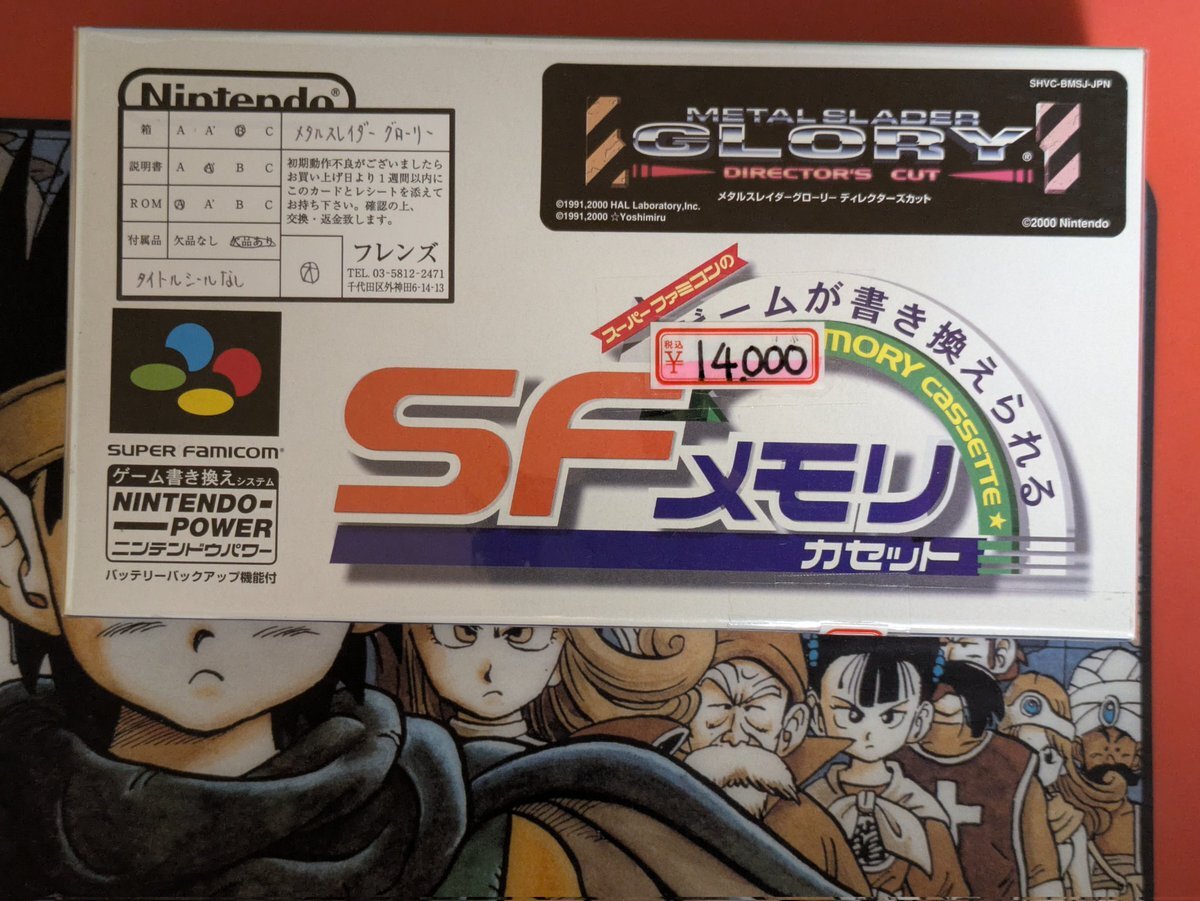 Nintendo®
箱 A A' B C メタルスレイダー グローリー
説明書 A A' B C
ROM A A' B C
付属品 欠品なし 欠品あり
タイトルシールなし
初期動作不良がございましたら
お買い上げ日より1週間以内に
このカードとレシートを添えて
お持ち下さい。確認の上、
交換・返金致します。
フレンズ
TEL. 03-5812-2471
千代田区外神田6-14-13
SHVC-BMSJ-JPN
METAL SLADER
GLORY®
DIRECTOR'S CUT
メタルスレイダーグローリー ディレクターズカット
©1991,2000 HAL Laboratory,Inc.
©1991,2000 ☆Yoshimiru
©2000 Nintendo
スーパーファミコンの
ゲームが書き換えられる
税込
¥ 14,000
MORY CASSETTE★
SFメモリ
カセット
SUPER FAMICOM®
ゲーム書き換えシステム
NINTENDO-
POWER
ニンテンドウパワー
バッテリーバックアップ機能付